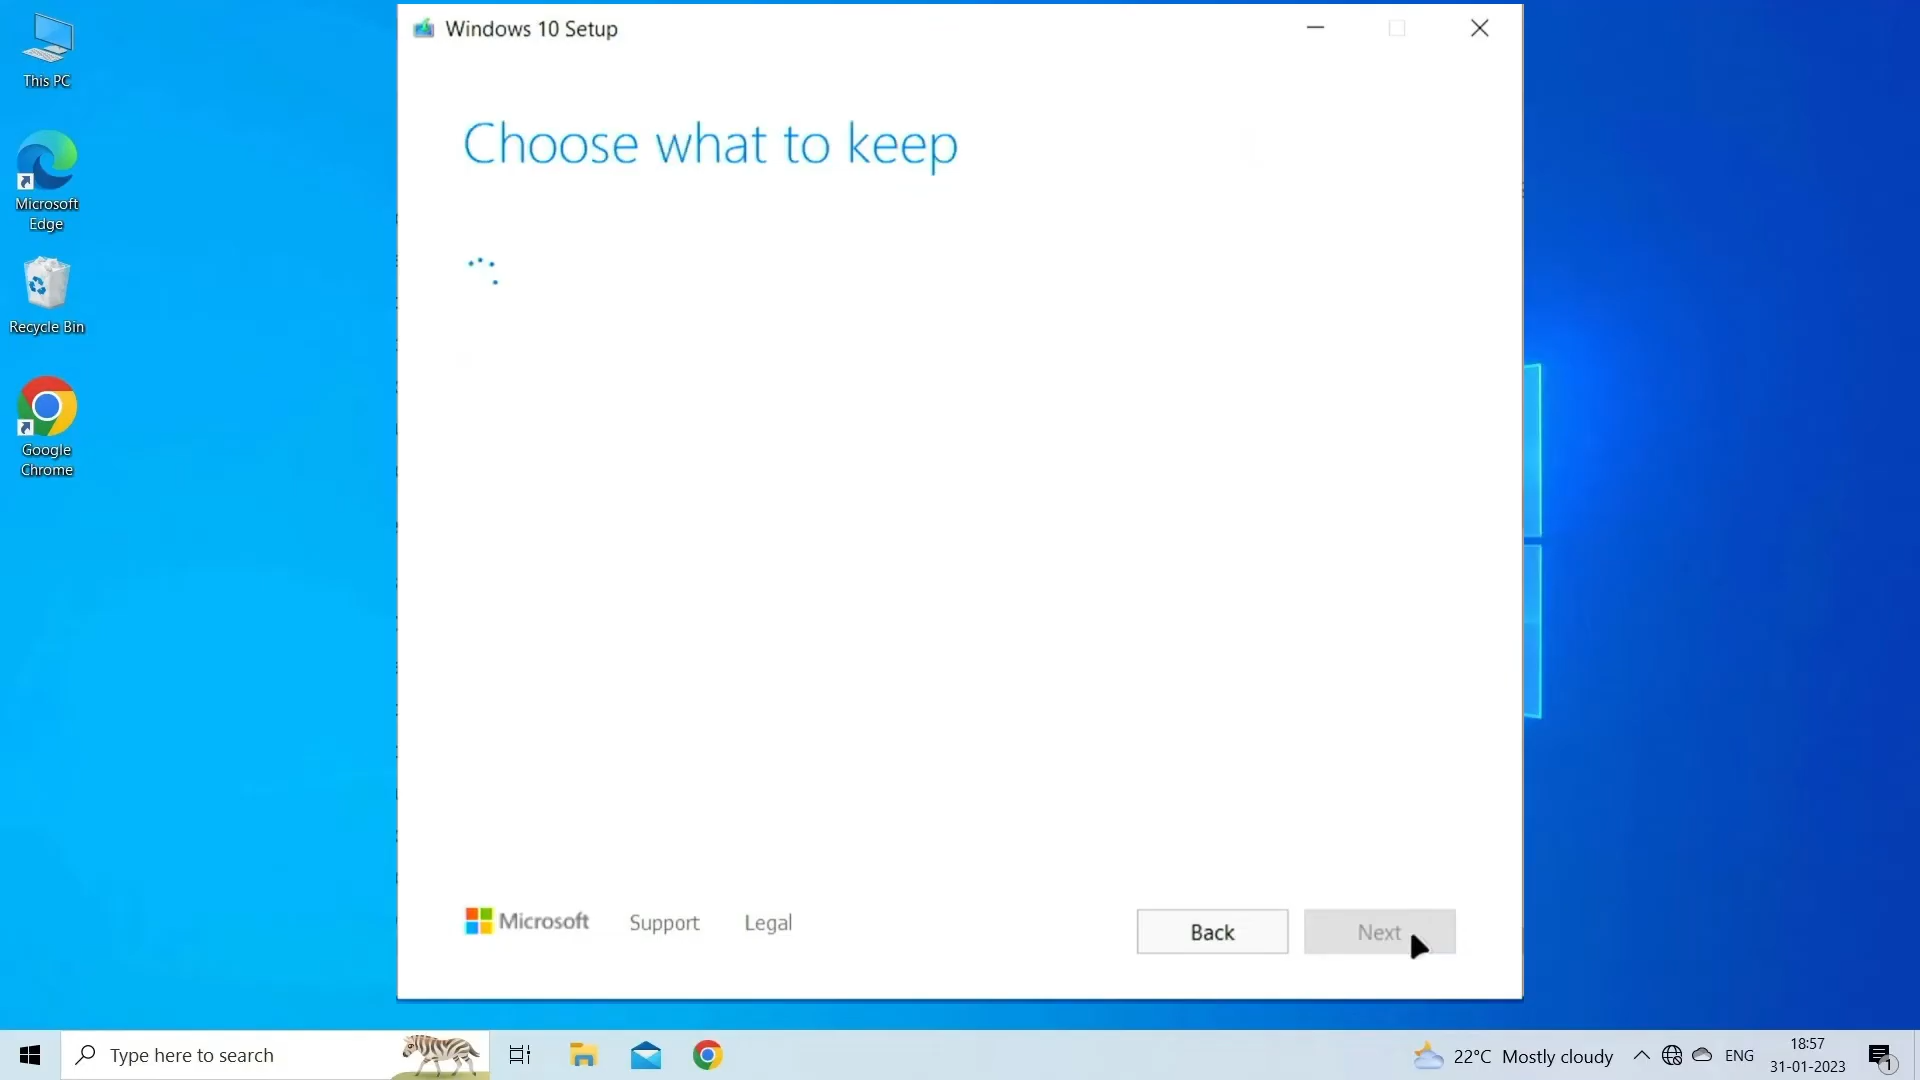 This PC
Microsoft
Edge
Recycle Bin
Google
Chrome
Windows 10 Setup
Choose what to keep
Microsoft
Support
Legal
Back
Next
Type here to search
22°C Mostly cloudy
ENG
18:57
31-01-2023
1